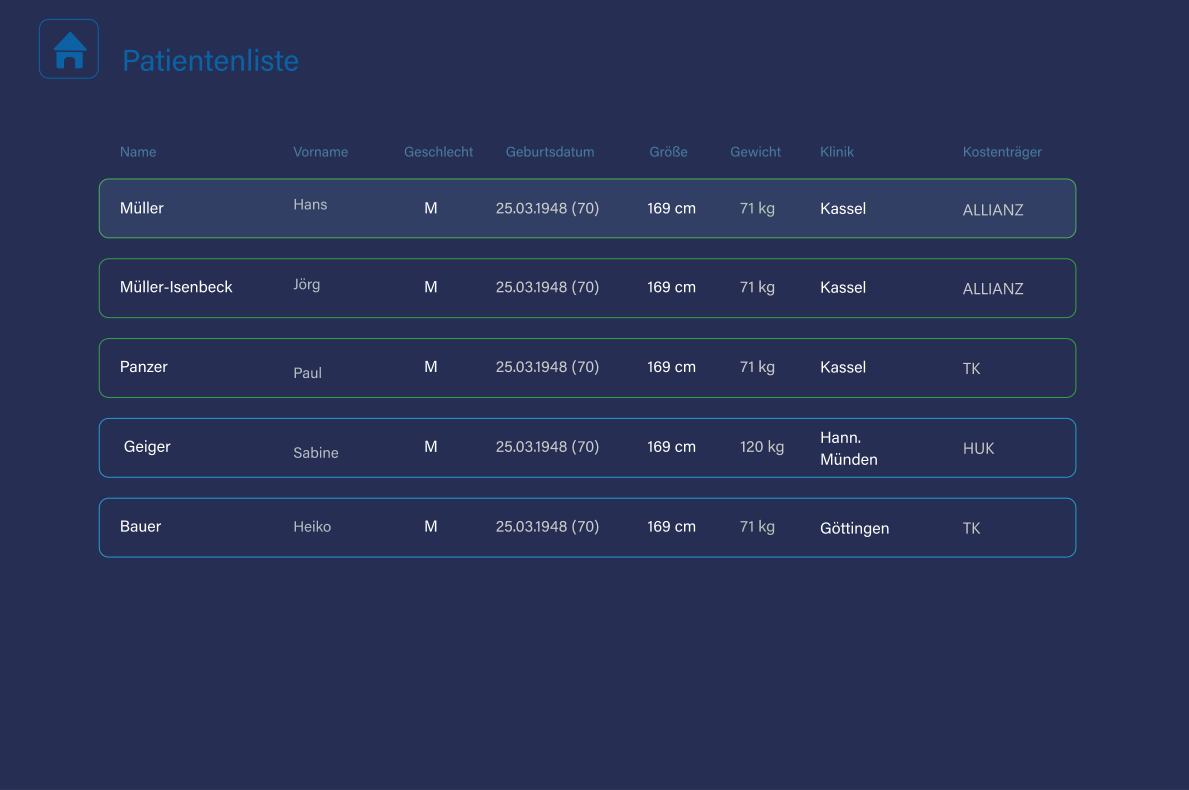 Patientenliste
Name Vorname Geschlecht Geburtsdatum Größe Gewicht Klinik Kostenträger
Müller Hans M 25.03.1948 (70) 169 cm 71 kg Kassel ALLIANZ
Müller-Isenbeck Jörg M 25.03.1948 (70) 169 cm 71 kg Kassel ALLIANZ
Panzer Paul M 25.03.1948 (70) 169 cm 71 kg Kassel TK
Geiger Sabine M 25.03.1948 (70) 169 cm 120 kg Hann. Münden HUK
Bauer Heiko M 25.03.1948 (70) 169 cm 71 kg Göttingen TK